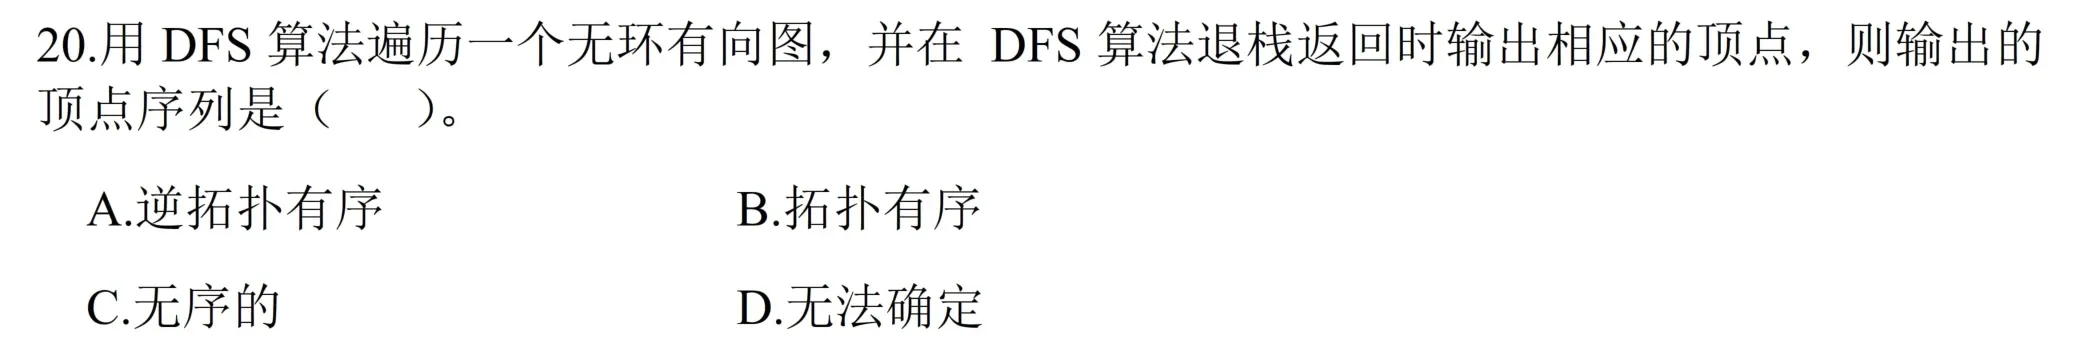 20.用 DFS 算法遍历一个无环有向图，并在 DFS 算法退栈返回时输出相应的顶点，则输出的
顶点序列是（　　）。
A.逆拓扑有序　　B.拓扑有序
C.无序的　　D.无法确定